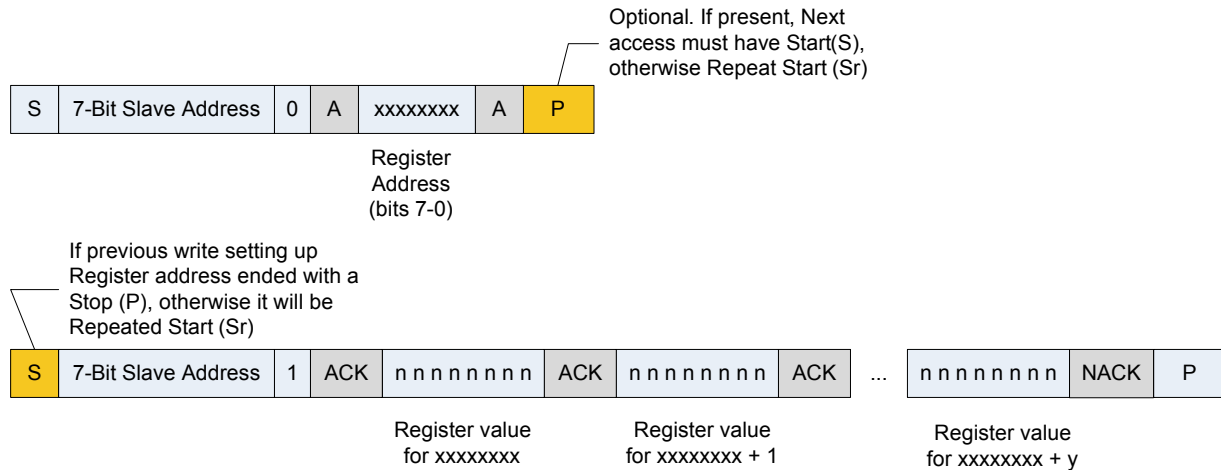 Optional. If present, Next
access must have Start(S),
otherwise Repeat Start (Sr)
S 7-Bit Slave Address 0 A xxxxxxxx A P
Register
Address
(bits 7-0)
If previous write setting up
Register address ended with a
Stop (P), otherwise it will be
Repeated Start (Sr)
S 7-Bit Slave Address 1 ACK n n n n n n n n ACK n n n n n n n n ACK ... n n n n n n n n NACK P
Register value
for xxxxxxxx
Register value
for xxxxxxxx + 1
Register value
for xxxxxxxx + y